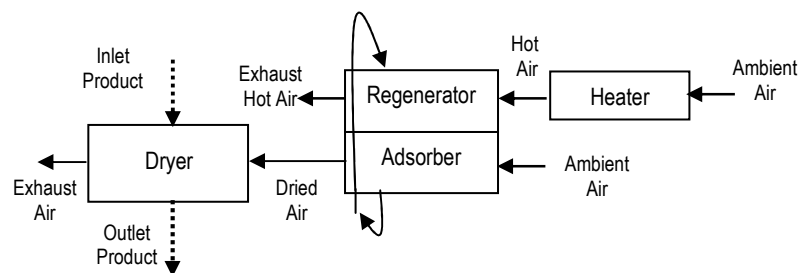 Inlet
Product
Dryer
Exhaust
Air
Outlet
Product
Dried
Air
Exhaust
Hot Air
Regenerator
Adsorber
Hot
Air
Heater
Ambient
Air
Ambient
Air